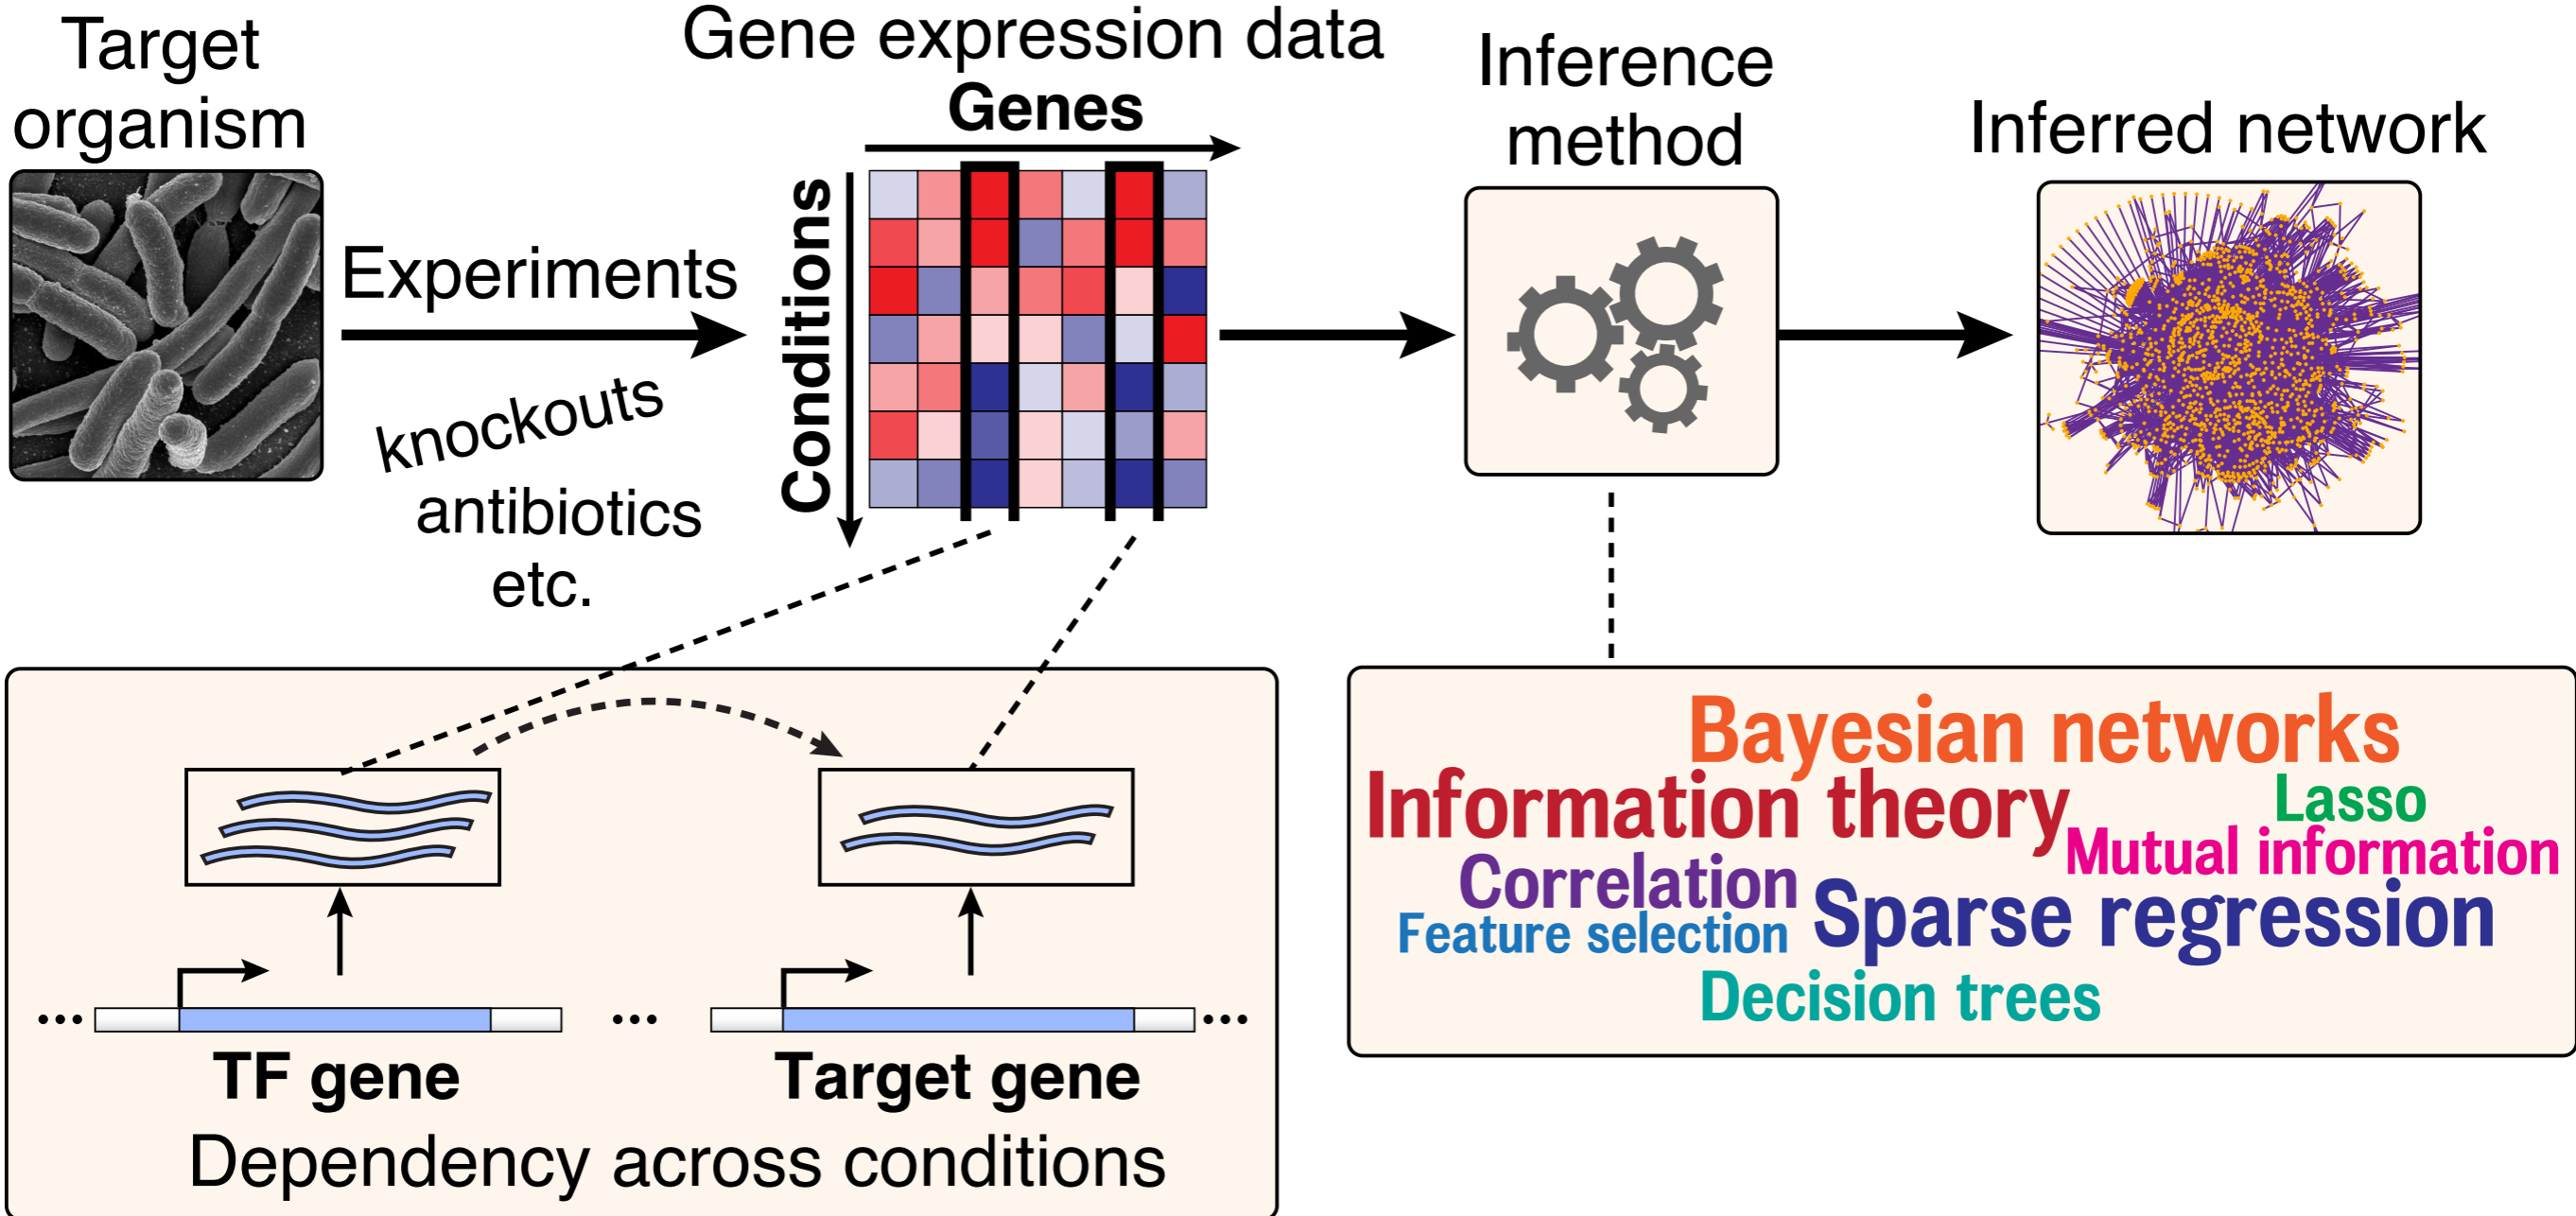 Target
organism
Gene expression data
Genes
Conditions
Inference
method
Inferred network
Experiments
knockouts
antibiotics
etc.
TF gene
Target gene
Dependency across conditions
Bayesian networks
Information theory
Lasso
Mutual information
Correlation
Sparse regression
Feature selection
Decision trees